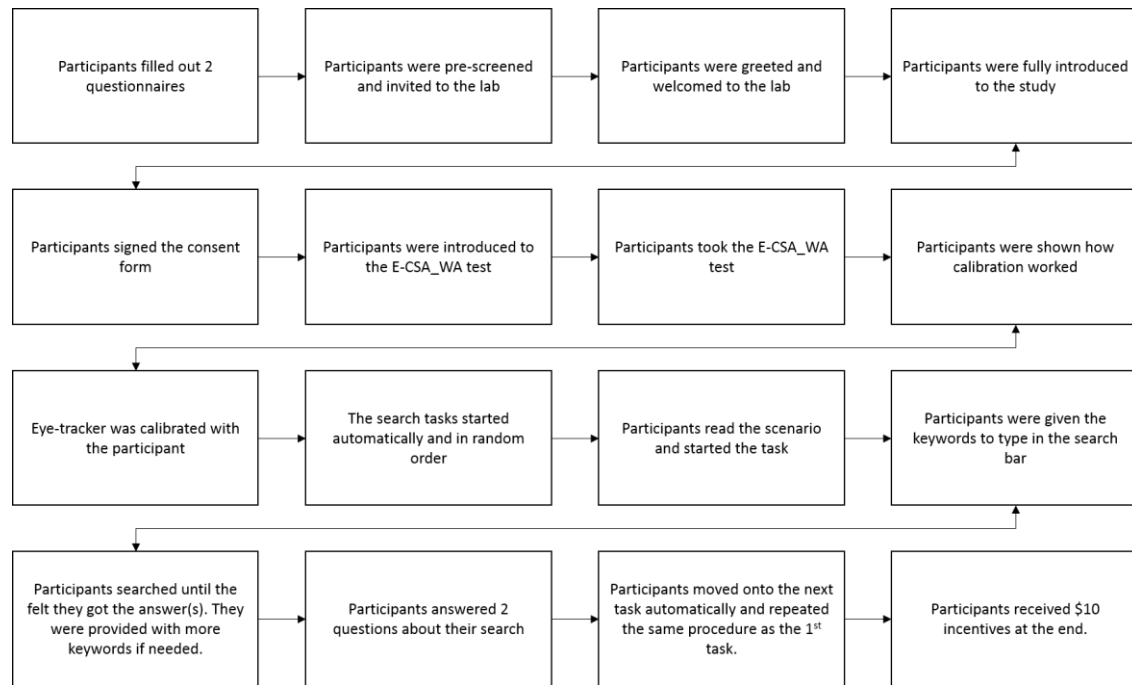 Participants filled out 2
questionnaires
Participants were pre-screened
and invited to the lab
Participants were greeted and
welcomed to the lab
Participants were fully introduced
to the study
Participants signed the consent
form
Participants were introduced to
the E-CSA_WA test
Participants took the E-CSA_WA
test
Participants were shown how
calibration worked
Eye-tracker was calibrated with
the participant
The search tasks started
automatically and in random
order
Participants read the scenario
and started the task
Participants were given the
keywords to type in the search
bar
Participants searched until the
felt they got the answer(s). They
were provided with more
keywords if needed.
Participants answered 2
questions about their search
Participants moved onto the next
task automatically and repeated
the same procedure as the 1st
task.
Participants received $10
incentives at the end.